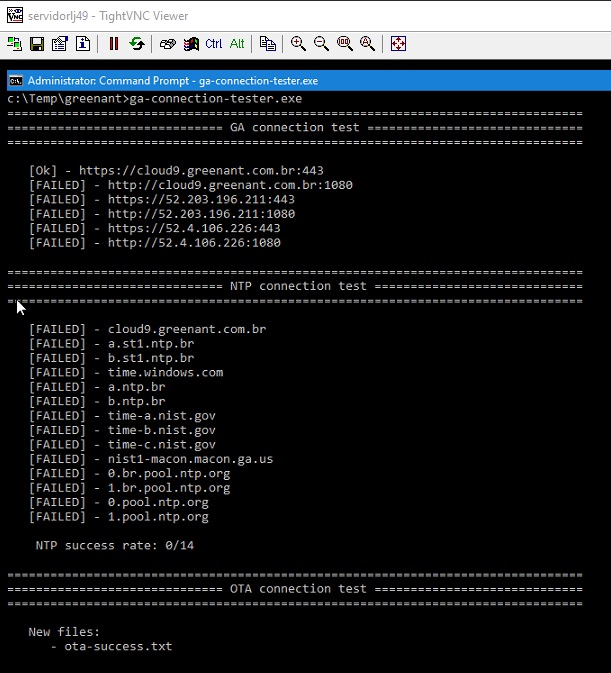 servidorlj49 - TightVNC Viewer
Ctrl Alt
Administrator: Command Prompt - ga-connection-tester.exe
c:\Temp\greenant>ga-connection-tester.exe
================================================================================
============================== GA connection test ==============================
================================================================================
[Ok] - https://cloud9.greenant.com.br:443
[FAILED] - http://cloud9.greenant.com.br:1080
[FAILED] - https://52.203.196.211:443
[FAILED] - http://52.203.196.211:1080
[FAILED] - https://52.4.106.226:443
[FAILED] - http://52.4.106.226:1080
================================================================================
============================== NTP connection test =============================
================================================================================
[FAILED] - cloud9.greenant.com.br
[FAILED] - a.st1.ntp.br
[FAILED] - b.st1.ntp.br
[FAILED] - time.windows.com
[FAILED] - a.ntp.br
[FAILED] - b.ntp.br
[FAILED] - time-a.nist.gov
[FAILED] - time-b.nist.gov
[FAILED] - time-c.nist.gov
[FAILED] - nist1-macon.macon.ga.us
[FAILED] - 0.br.pool.ntp.org
[FAILED] - 1.br.pool.ntp.org
[FAILED] - 0.pool.ntp.org
[FAILED] - 1.pool.ntp.org
NTP success rate: 0/14
================================================================================
============================== OTA connection test =============================
================================================================================
New files:
- ota-success.txt